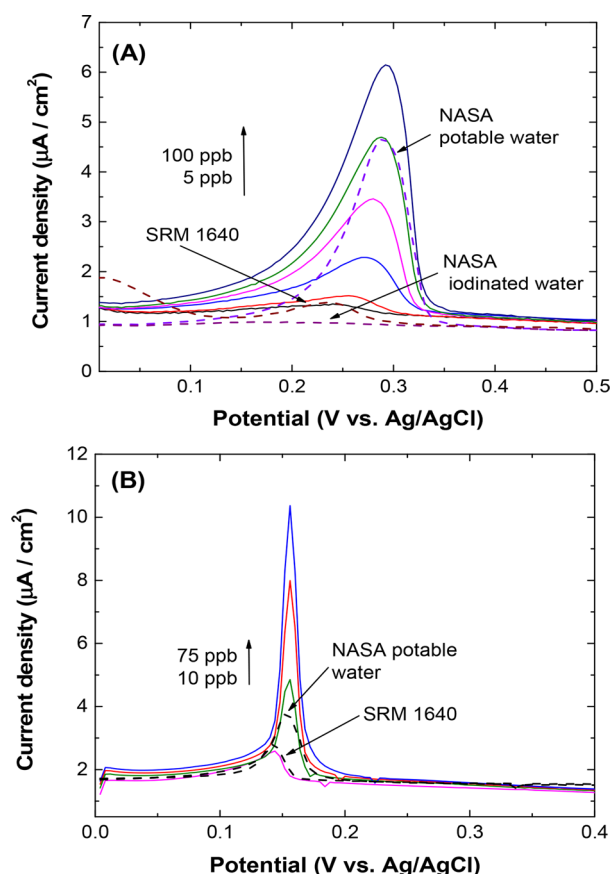 (A)
7
6
5
4
3
2
1
0
Current density (µA / cm²)
NASA
potable water
100 ppb
5 ppb
SRM 1640
NASA
iodinated water
0.1 0.2 0.3 0.4 0.5
Potential (V vs. Ag/AgCl)
(B)
12
10
8
6
4
2
Current density (µA / cm²)
75 ppb
10 ppb
NASA potable
water
SRM 1640
0.0 0.1 0.2 0.3 0.4
Potential (V vs. Ag/AgCl)